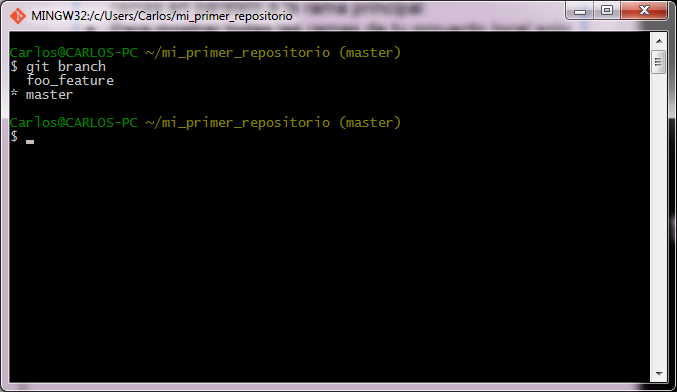 MINGW32:/c/Users/Carlos/mi_primer_repositorio
Carlos@CARLOS-PC ~/mi_primer_repositorio (master)
$ git branch
  foo_feature
* master
Carlos@CARLOS-PC ~/mi_primer_repositorio (master)
$